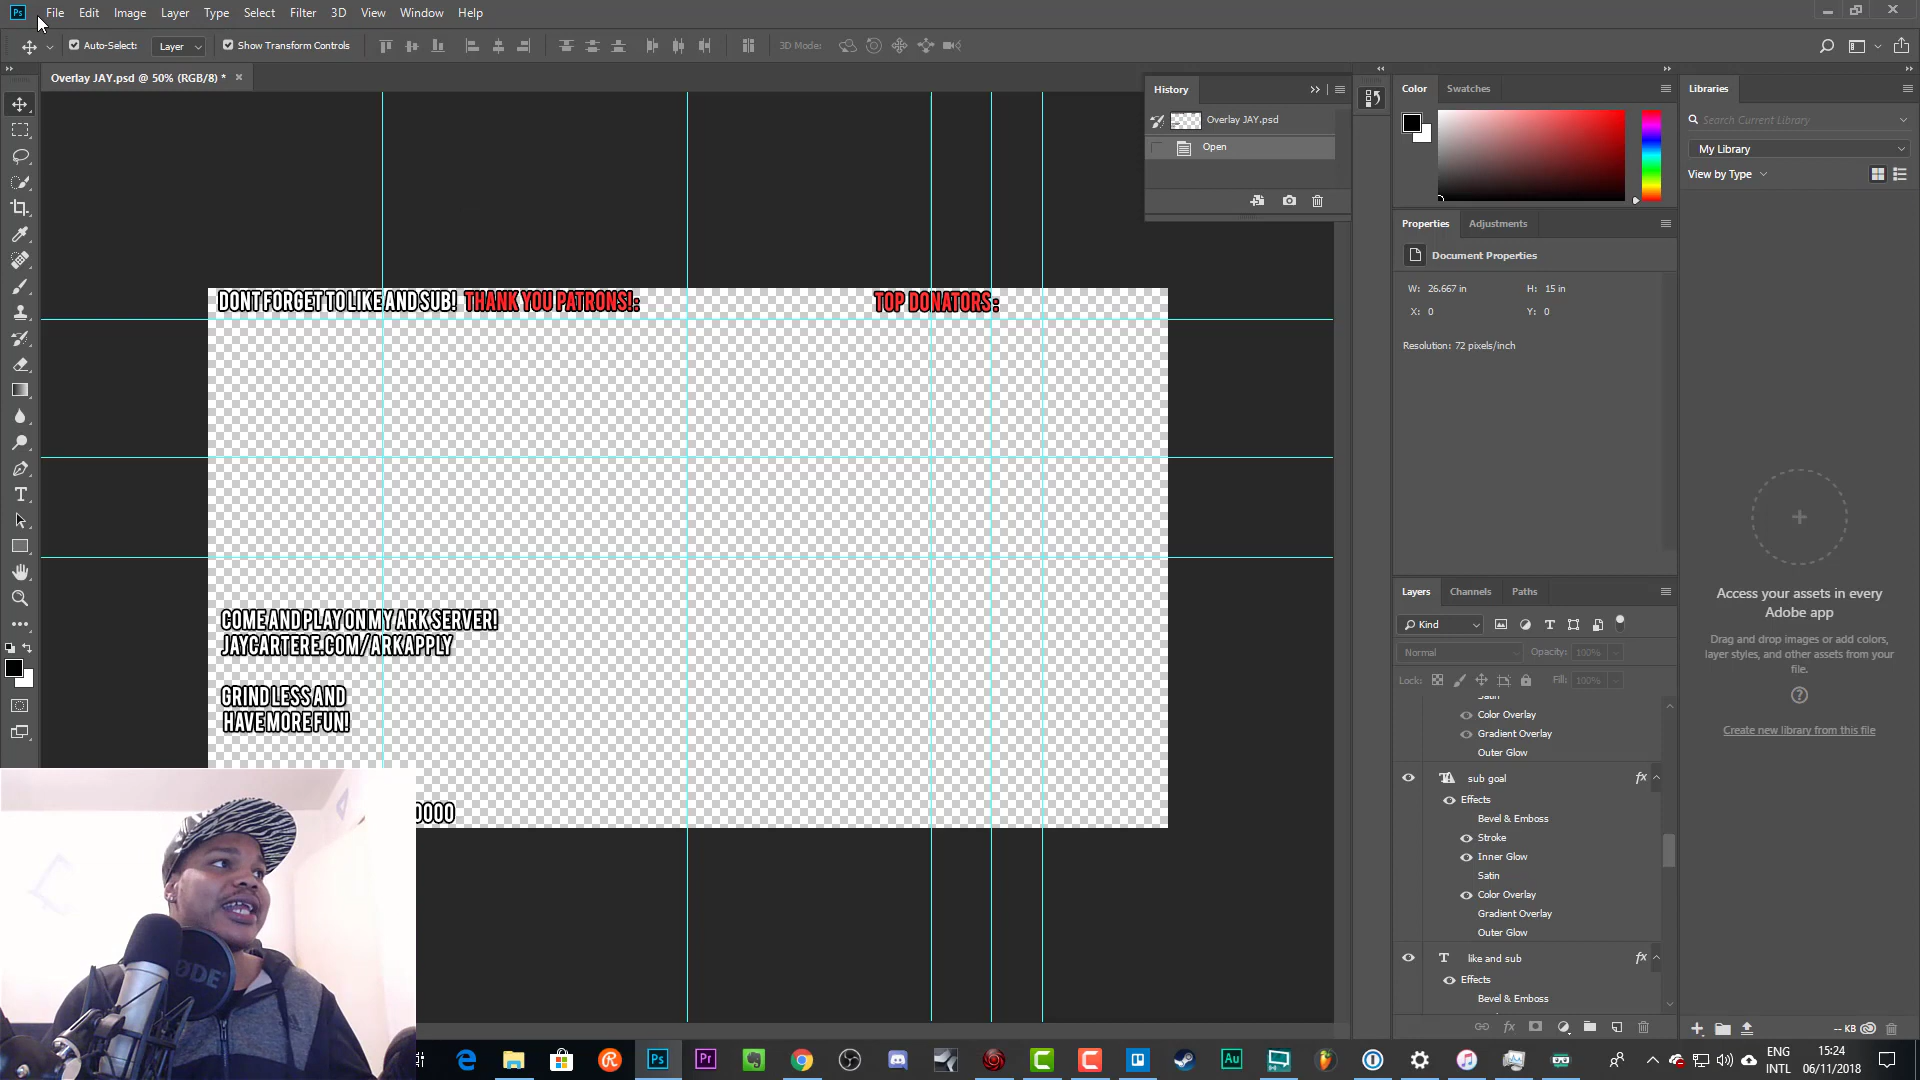 Ps File Edit Image Layer Type Select Filter 3D View Window Help
Auto-Select: Layer Show Transform Controls 3D Mode:
Overlay JAY.psd @ 50% (RGB/8) *
History
Overlay JAY.psd
Open
Color Swatches
Libraries
Search Current Library
My Library
View by Type
Properties Adjustments
Document Properties
W: 26.667 in H: 15 in
X: 0 Y: 0
Resolution: 72 pixels/inch
DONT FORGET TO LIKE AND SUB! THANK YOU PATRONS!: TOP DONATORS:
COME AND PLAY ON MY ARK SERVER!
JAYCARTERE.COM/ARKAPPLY
GRIND LESS AND
HAVE MORE FUN!
0000
Access your assets in every
Adobe app
Drag and drop images or add colors,
layer styles, and other assets from your
file.
Create new library from this file
Layers Channels Paths
Kind
Normal Opacity: 100%
Lock: Fill: 100%
Satin
Color Overlay
Gradient Overlay
Outer Glow
sub goal fx
Effects
Bevel & Emboss
Stroke
Inner Glow
Satin
Color Overlay
Gradient Overlay
Outer Glow
like and sub fx
Effects
Bevel & Emboss
fx
-- KB
RODE
Ps Pr Au
ENG
INTL
15:24
06/11/2018